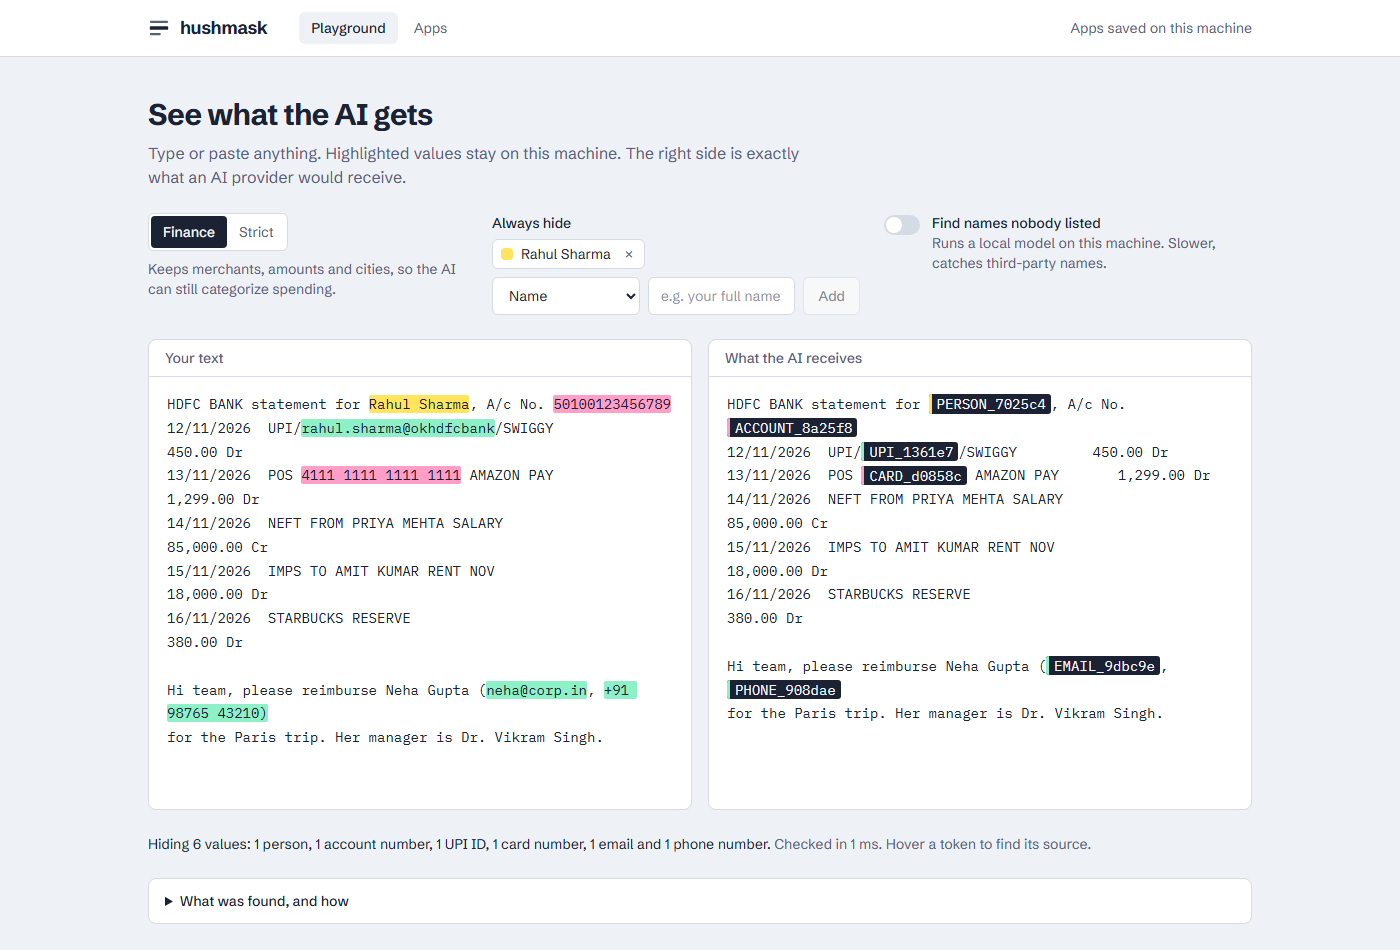 hushmask
Playground
Apps
Apps saved on this machine
See what the AI gets
Type or paste anything. Highlighted values stay on this machine. The right side is exactly
what an AI provider would receive.
Finance
Strict
Keeps merchants, amounts and cities, so the AI
can still categorize spending.
Always hide
Rahul Sharma ×
Name
e.g. your full name
Add
Find names nobody listed
Runs a local model on this machine. Slower,
catches third-party names.
Your text
HDFC BANK statement for Rahul Sharma, A/c No. 50100123456789
12/11/2026  UPI/rahul.sharma@okhdfcbank/SWIGGY
450.00 Dr
13/11/2026  POS 4111 1111 1111 1111 AMAZON PAY
1,299.00 Dr
14/11/2026  NEFT FROM PRIYA MEHTA SALARY
85,000.00 Cr
15/11/2026  IMPS TO AMIT KUMAR RENT NOV
18,000.00 Dr
16/11/2026  STARBUCKS RESERVE
380.00 Dr
Hi team, please reimburse Neha Gupta (neha@corp.in, +91
98765 43210)
for the Paris trip. Her manager is Dr. Vikram Singh.
What the AI receives
HDFC BANK statement for PERSON_7025c4, A/c No.
ACCOUNT_8a25f8
12/11/2026  UPI/UPI_1361e7/SWIGGY  450.00 Dr
13/11/2026  POS CARD_d0858c AMAZON PAY  1,299.00 Dr
14/11/2026  NEFT FROM PRIYA MEHTA SALARY
85,000.00 Cr
15/11/2026  IMPS TO AMIT KUMAR RENT NOV
18,000.00 Dr
16/11/2026  STARBUCKS RESERVE
380.00 Dr
Hi team, please reimburse Neha Gupta (EMAIL_9dbc9e,
PHONE_908dae
for the Paris trip. Her manager is Dr. Vikram Singh.
Hiding 6 values: 1 person, 1 account number, 1 UPI ID, 1 card number, 1 email and 1 phone number. Checked in 1 ms. Hover a token to find its source.
What was found, and how